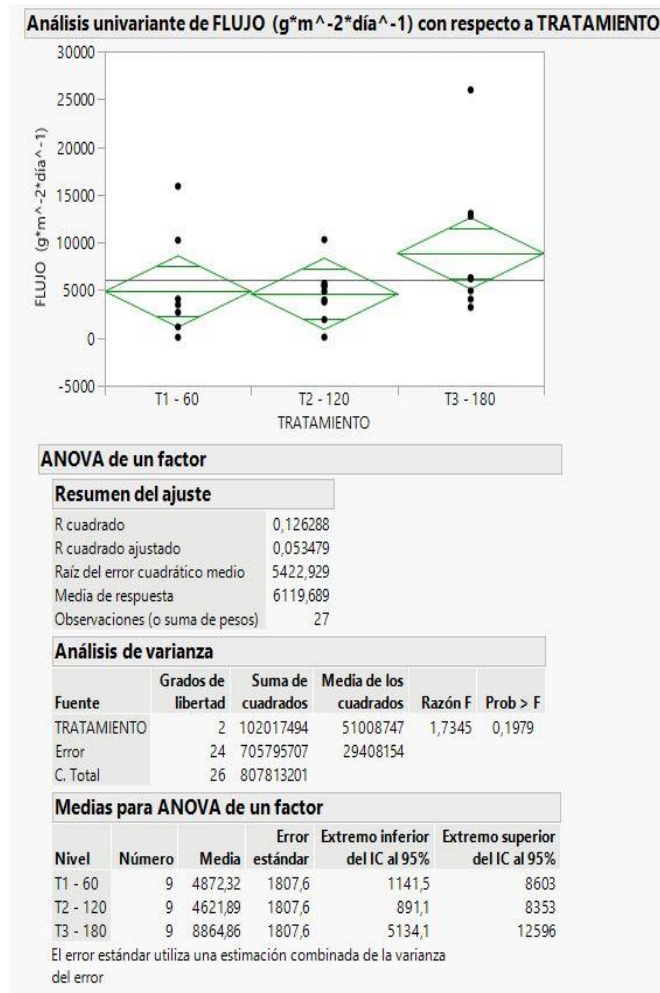 Análisis univariante de FLUJO (g*m^-2*día^-1) con respecto a TRATAMIENTO
30000
25000
20000
15000
10000
5000
0
-5000
FLUJO (g*m^-2*día^-1)
T1 - 60 T2 - 120 T3 - 180
TRATAMIENTO
ANOVA de un factor
Resumen del ajuste
R cuadrado 0,126288
R cuadrado ajustado 0,053479
Raíz del error cuadrático medio 5422,929
Media de respuesta 6119,689
Observaciones (o suma de pesos) 27
Análisis de varianza
Grados de Suma de Media de los
Fuente libertad cuadrados cuadrados Razón F Prob > F
TRATAMIENTO 2 102017494 51008747 1,7345 0,1979
Error 24 705795707 29408154
C. Total 26 807813201
Medias para ANOVA de un factor
Error Extremo inferior Extremo superior
Nivel Número Media estándar del IC al 95% del IC al 95%
T1 - 60 9 4872,32 1807,6 1141,5 8603
T2 - 120 9 4621,89 1807,6 891,1 8353
T3 - 180 9 8864,86 1807,6 5134,1 12596
El error estándar utiliza una estimación combinada de la varianza
del error